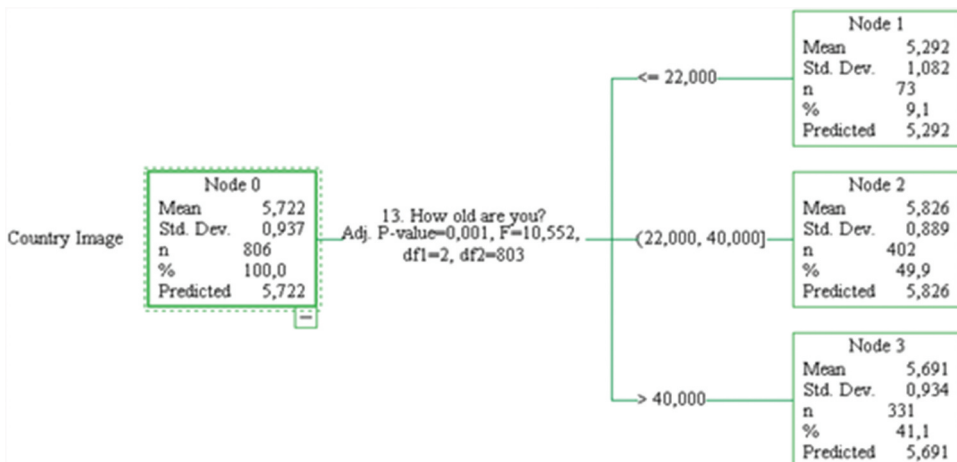 Country Image
Node 0
Mean 5,722
Std. Dev. 0,937
n 806
% 100,0
Predicted 5,722
13. How old are you?
Adj. P-value=0,001, F=10,552,
df1=2, df2=803
<= 22,000
Node 1
Mean 5,292
Std. Dev. 1,082
n 73
% 9,1
Predicted 5,292
(22,000, 40,000]
Node 2
Mean 5,826
Std. Dev. 0,889
n 402
% 49,9
Predicted 5,826
> 40,000
Node 3
Mean 5,691
Std. Dev. 0,934
n 331
% 41,1
Predicted 5,691